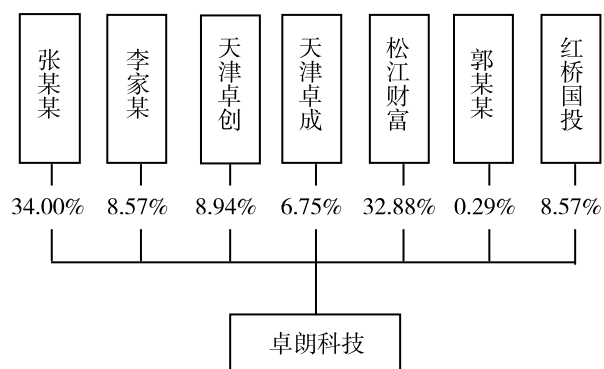 张某某
李家某
天津卓创
天津卓成
松江财富
郭某某
红桥国投
34.00%
8.57%
8.94%
6.75%
32.88%
0.29%
8.57%
卓朗科技